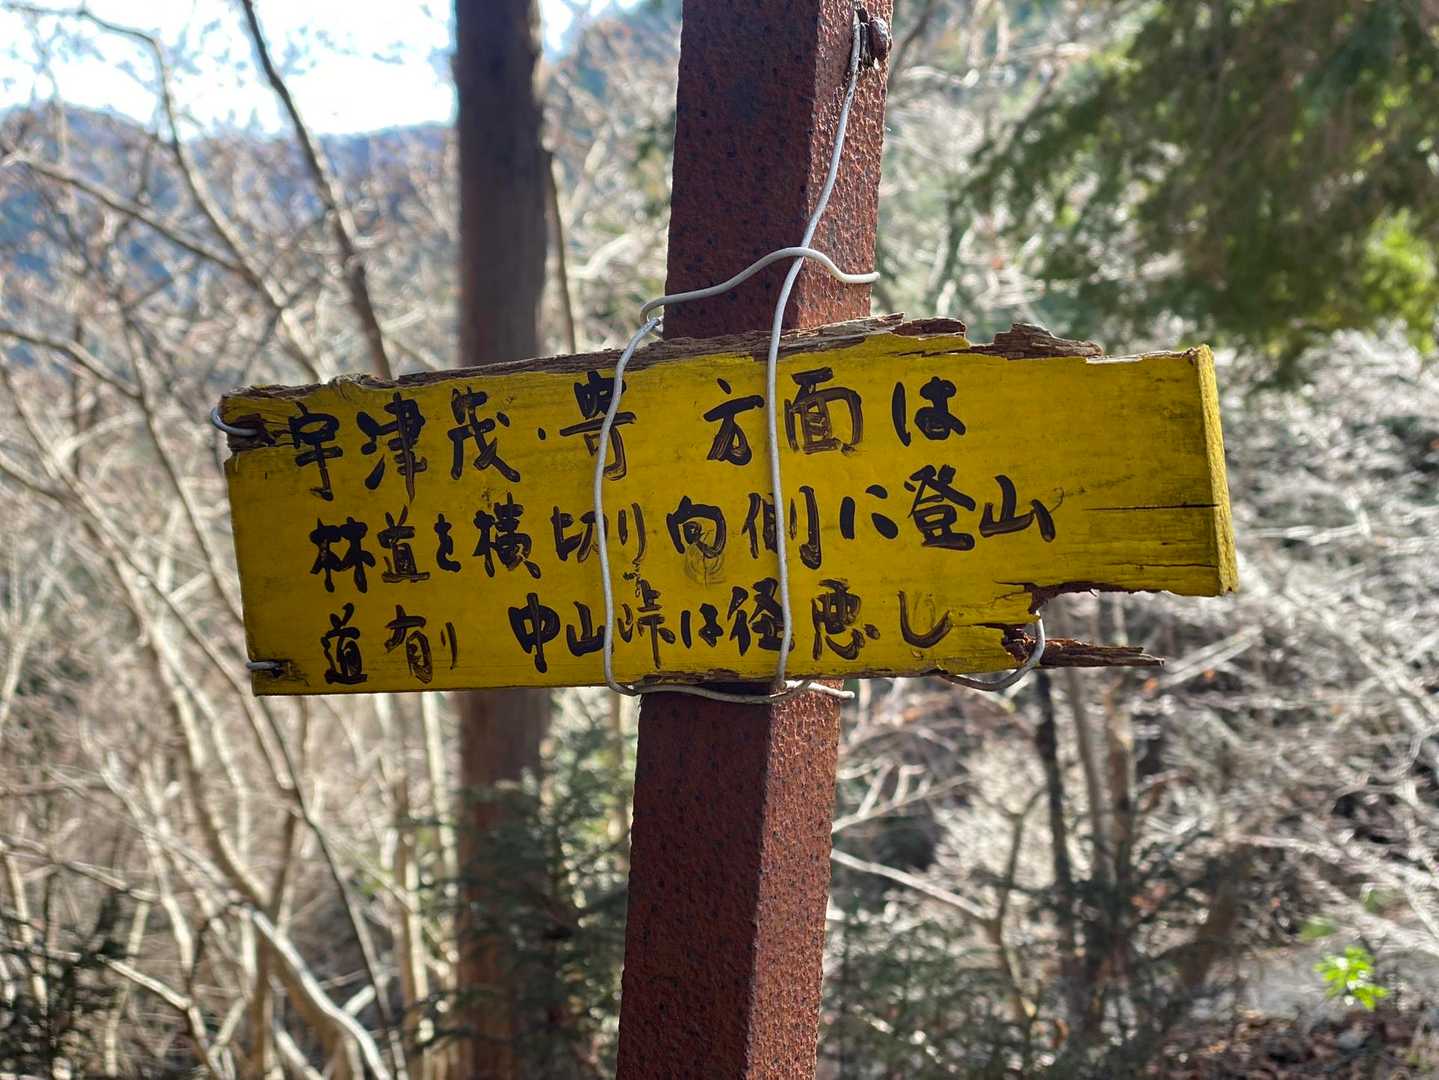 宇津茂・岢 方面は
林道を横切り向側に登山
道有り 中山峠は径悪し